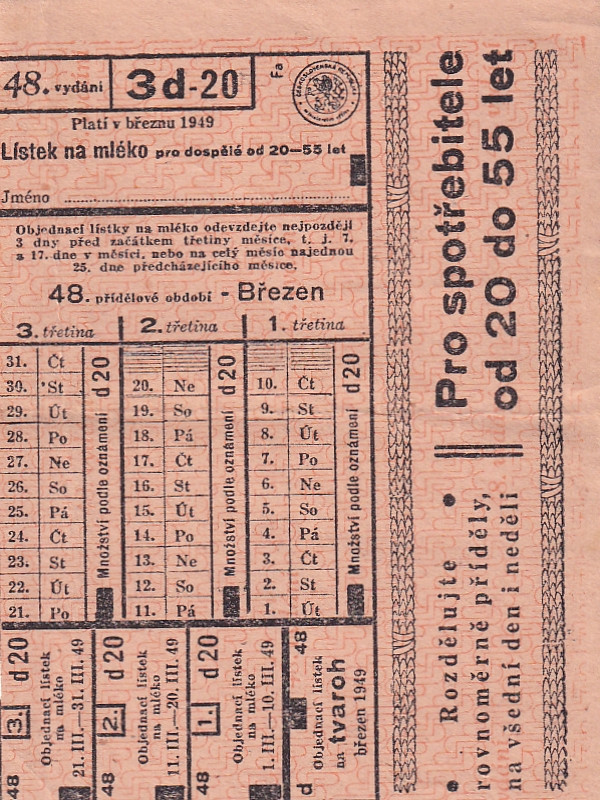 48. vydání
3d-20
Fa
ČESKOSLOVENSKÁ REPUBLIKA
Platí v březnu 1949
Lístek na mléko pro dospělé od 20—55 let
Jméno
Objednací lístky na mléko odevzdejte nejpozději
3 dny před začátkem třetiny měsíce, t. j. 7.
a 17. dne v měsíci, nebo na celý měsíc najednou
25. dne předcházejícího měsíce.
48. přídělové období - Březen
3. třetina
2. třetina
1. třetina
31. Čt
30. St
29. Út
28. Po
27. Ne
26. So
25. Pá
24. Čt
23. St
22. Út
21. Po
Množství podle oznámení d 20
20. Ne
19. So
18. Pá
17. Čt
16. St
15. Út
14. Po
13. Ne
12. So
11. Pá
Množství podle oznámení d 20
10. Čt
9. St
8. Út
7. Po
6. Ne
5. So
4. Pá
3. Čt
2. St
1. Út
Množství podle oznámení d 20
48 3. d 20
Objednací lístek
na mléko
21. III.—31. III. 49
48 2. d 20
Objednací lístek
na mléko
11. III.—20. III. 49
48 1. d 20
Objednací lístek
na mléko
1. III.—10. III. 49
d 48
Objednací lístek
na tvaroh
březen 1949
Pro spotřebitele
od 20 do 55 let
• Rozdělujte •
rovnoměrně příděly,
na všední den i neděli